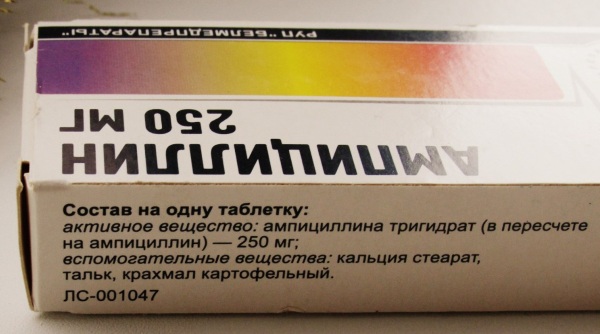 РУП "БЕЛМЕДПРЕПАРАТЫ"
АМПИЦИЛЛИН
250 МГ
Состав на одну таблетку:
активное вещество: ампициллина тригидрат (в пересчете
на ампициллин) — 250 мг;
вспомогательные вещества: кальция стеарат,
тальк, крахмал картофельный.
ЛС-001047